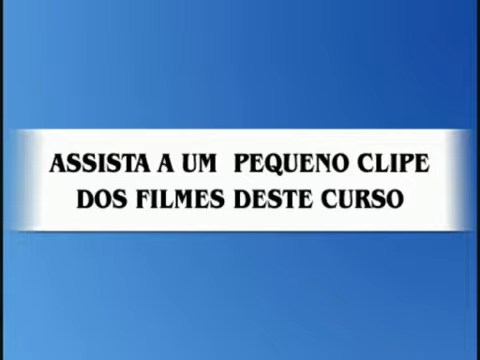 ASSISTA A UM PEQUENO CLIPE
DOS FILMES DESTE CURSO